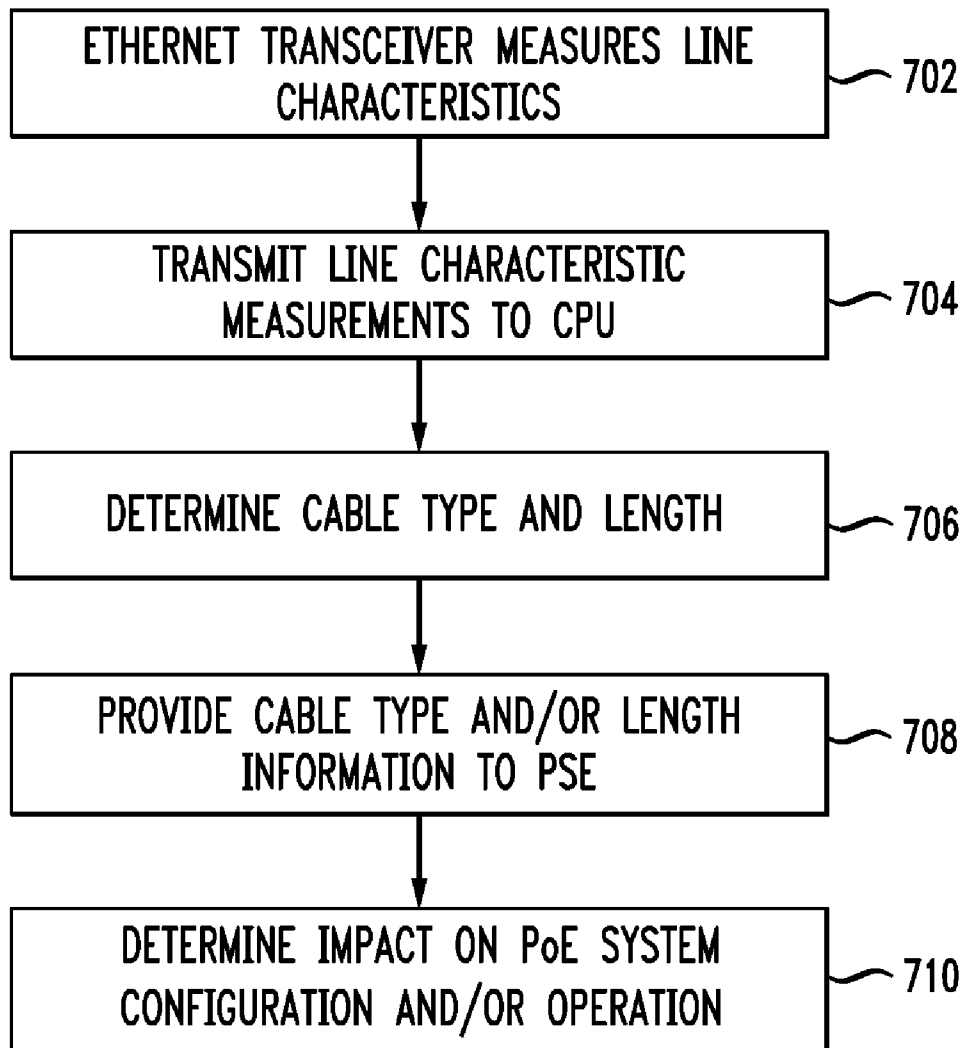 ETHERNET TRANSCEIVER MEASURES LINE
CHARACTERISTICS
702
TRANSMIT LINE CHARACTERISTIC
MEASUREMENTS TO CPU
704
DETERMINE CABLE TYPE AND LENGTH
706
PROVIDE CABLE TYPE AND/OR LENGTH
INFORMATION TO PSE
708
DETERMINE IMPACT ON PoE SYSTEM
CONFIGURATION AND/OR OPERATION
710